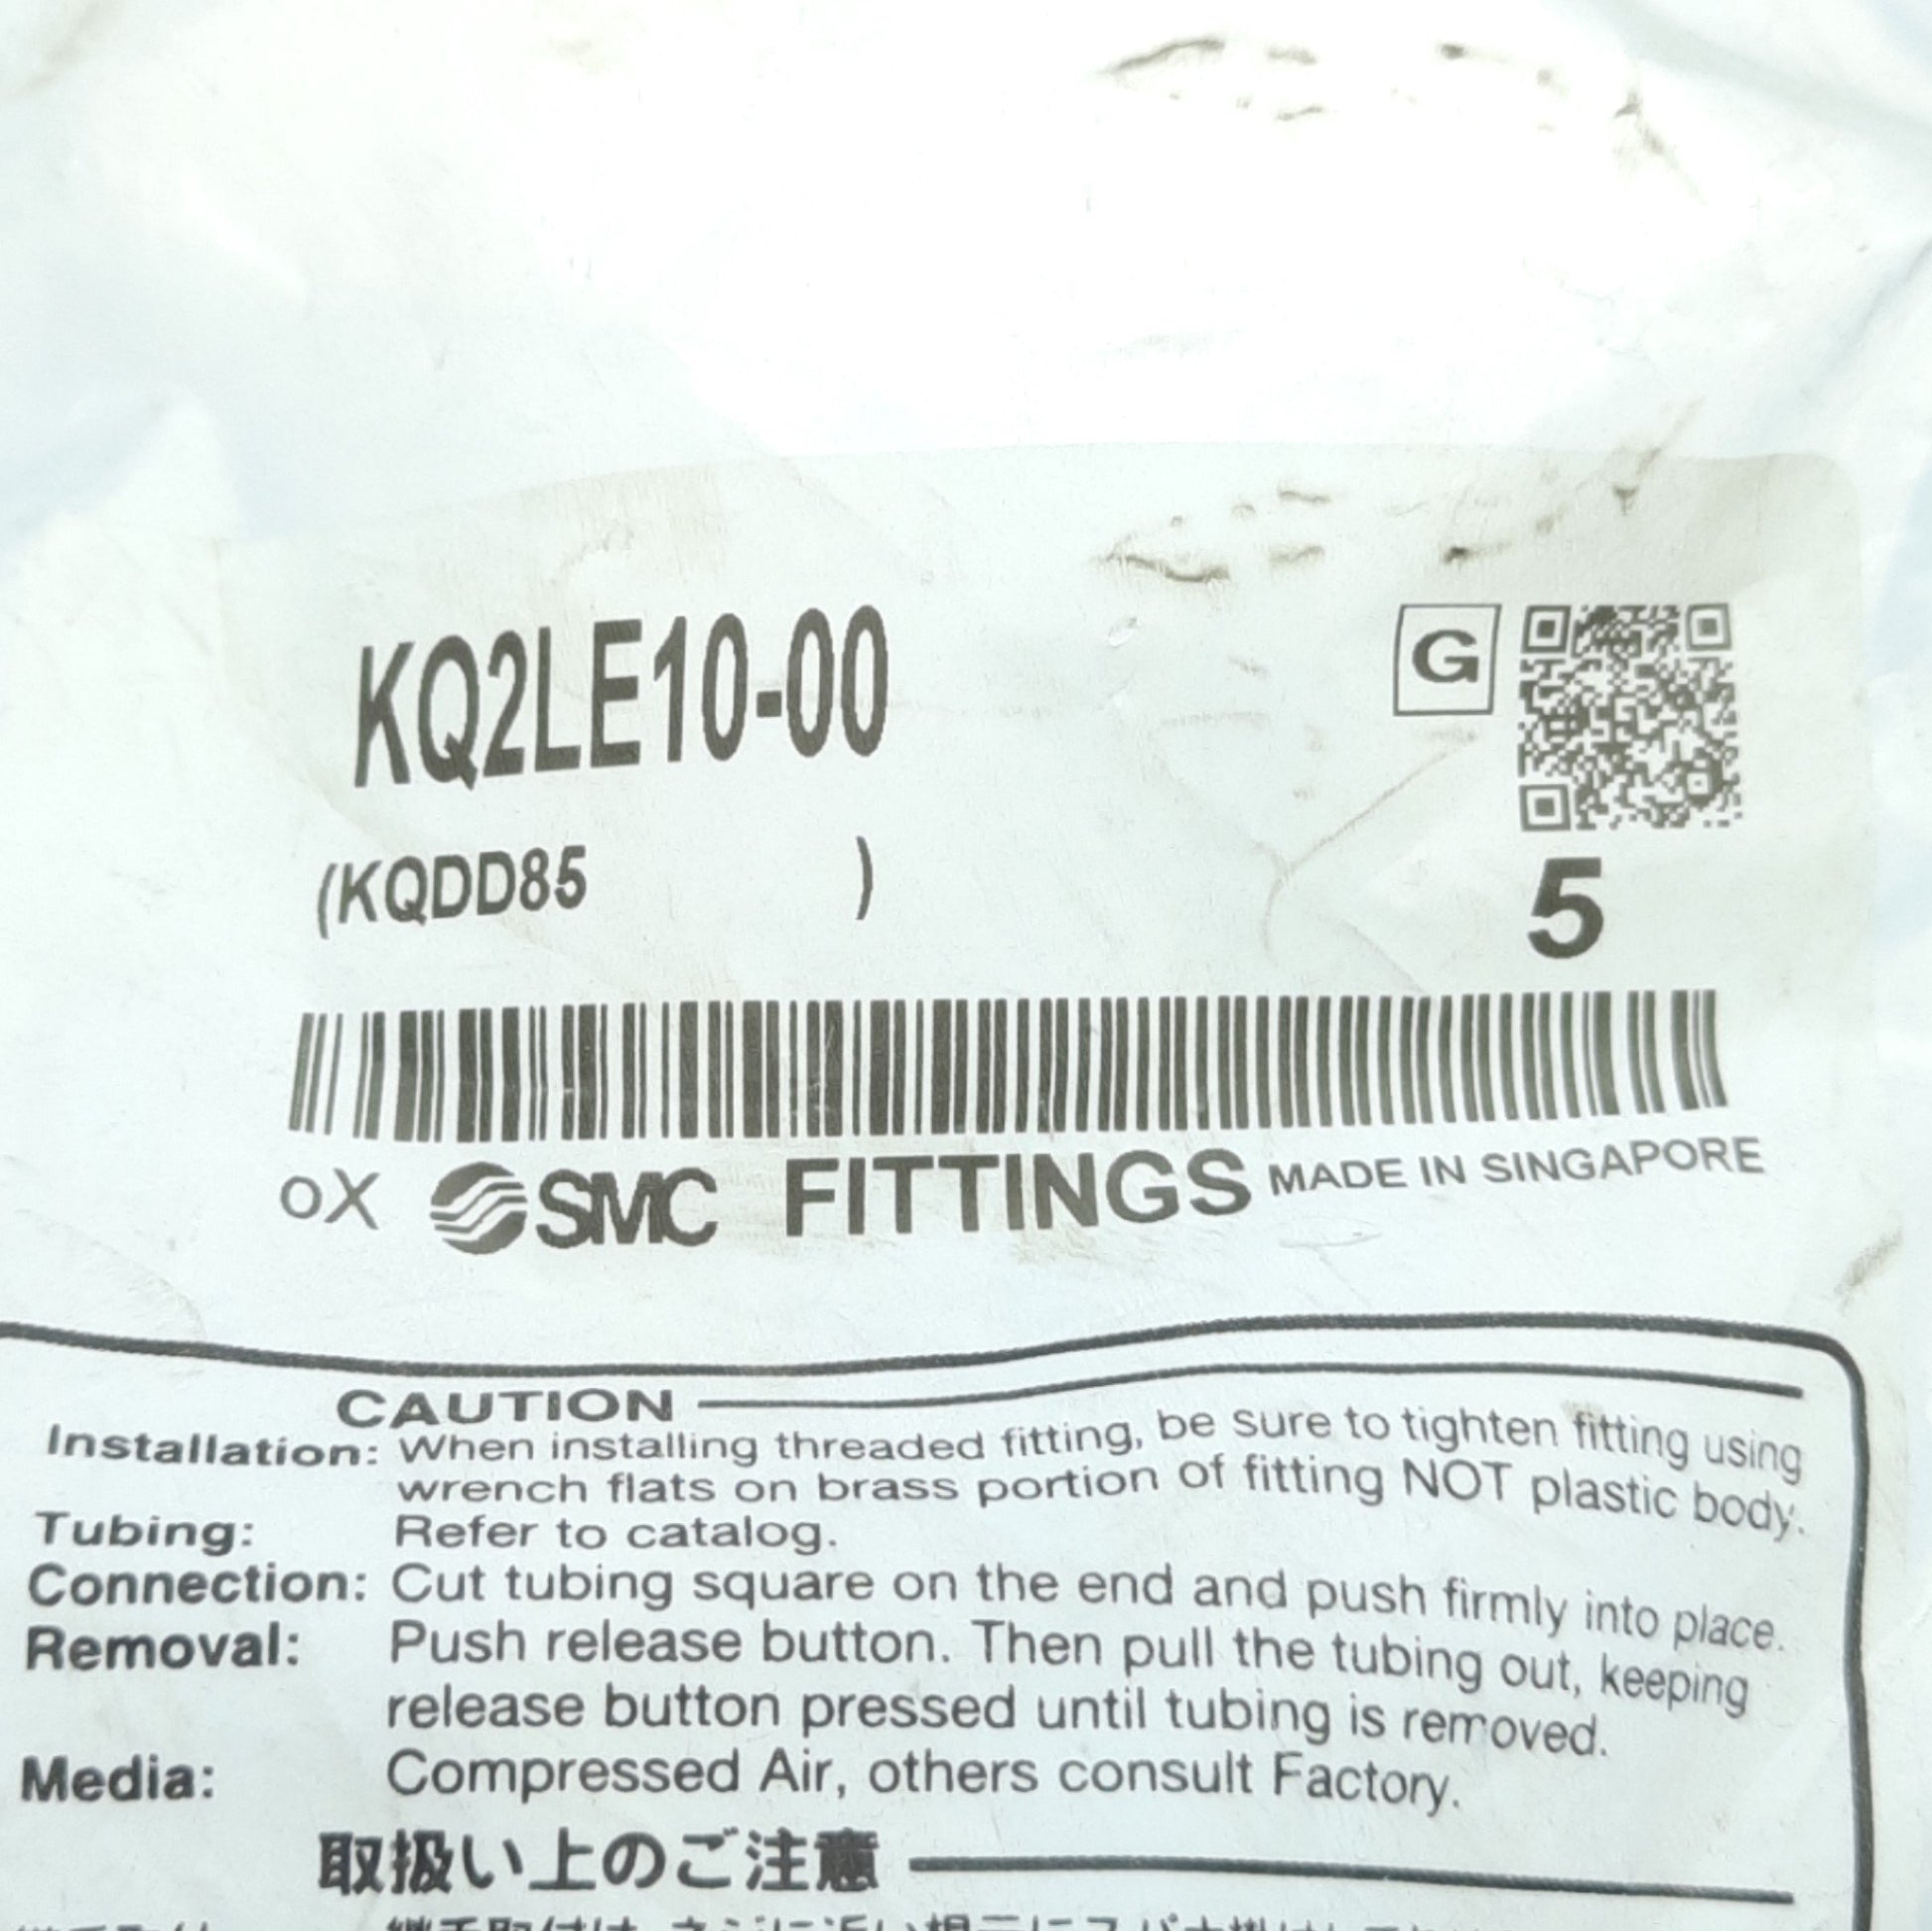 KQ2LE10-00
G
(KQDD85 )
5
oX SMC FITTINGS MADE IN SINGAPORE
CAUTION
Installation: When installing threaded fitting, be sure to tighten fitting using
wrench flats on brass portion of fitting NOT plastic body.
Tubing: Refer to catalog.
Connection: Cut tubing square on the end and push firmly into place.
Removal: Push release button. Then pull the tubing out, keeping
release button pressed until tubing is removed.
Media: Compressed Air, others consult Factory.
取扱い上のご注意